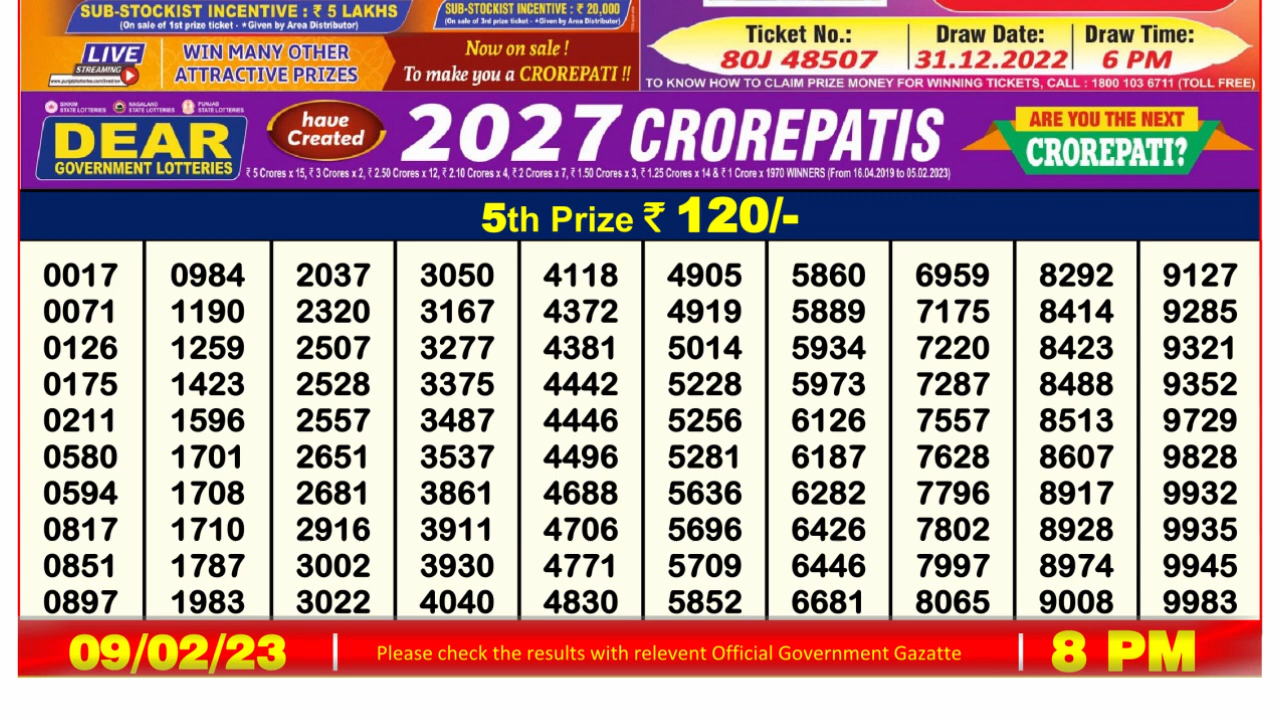 SUB-STOCKIST INCENTIVE : ₹ 5 LAKHS
(On sale of 1st prize ticket - *Given by Area Distributor)
SUB-STOCKIST INCENTIVE : ₹ 20,000
(On sale of 3rd prize ticket - *Given by Area Distributor)
LIVE
STREAMING
WIN MANY OTHER
ATTRACTIVE PRIZES
Now on sale !
To make you a CROREPATI !!
Ticket No.: Draw Date: Draw Time:
80J 48507 31.12.2022 6 PM
TO KNOW HOW TO CLAIM PRIZE MONEY FOR WINNING TICKETS, CALL : 1800 103 6711 (TOLL FREE)
SIKKIM STATE LOTTERIES NAGALAND STATE LOTTERIES PUNJAB STATE LOTTERIES
DEAR
GOVERNMENT LOTTERIES
have
Created
2027 CROREPATIS
₹ 5 Crores x 15, ₹ 3 Crores x 2, ₹ 2.50 Crores x 12, ₹ 2.10 Crores x 4, ₹ 2 Crores x 7, ₹ 1.50 Crores x 3, ₹ 1.25 Crores x 14 & ₹ 1 Crore x 1970 WINNERS (From 16.04.2019 to 05.02.2023)
ARE YOU THE NEXT
CROREPATI?
5th Prize ₹ 120/-
0017 0984 2037 3050 4118 4905 5860 6959 8292 9127
0071 1190 2320 3167 4372 4919 5889 7175 8414 9285
0126 1259 2507 3277 4381 5014 5934 7220 8423 9321
0175 1423 2528 3375 4442 5228 5973 7287 8488 9352
0211 1596 2557 3487 4446 5256 6126 7557 8513 9729
0580 1701 2651 3537 4496 5281 6187 7628 8607 9828
0594 1708 2681 3861 4688 5636 6282 7796 8917 9932
0817 1710 2916 3911 4706 5696 6426 7802 8928 9935
0851 1787 3002 3930 4771 5709 6446 7997 8974 9945
0897 1983 3022 4040 4830 5852 6681 8065 9008 9983
09/02/23 Please check the results with relevent Official Government Gazatte 8 PM